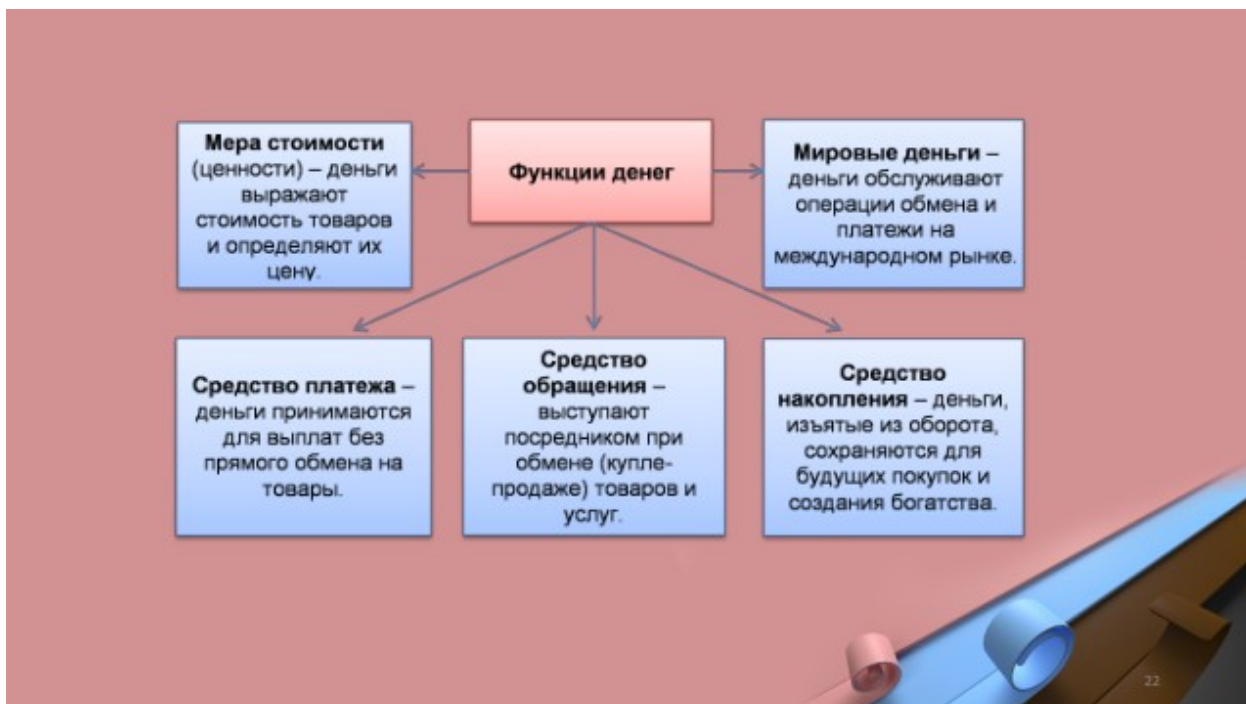 Мера стоимости
(ценности) – деньги
выражают
стоимость товаров
и определяют их
цену.
Функции денег
Мировые деньги –
деньги обслуживают
операции обмена и
платежи на
международном рынке.
Средство платежа –
деньги принимаются
для выплат без
прямого обмена на
товары.
Средство
обращения –
выступают
посредником при
обмене (купле-
продаже) товаров и
услуг.
Средство
накопления – деньги,
изъятые из оборота,
сохраняются для
будущих покупок и
создания богатства.
22